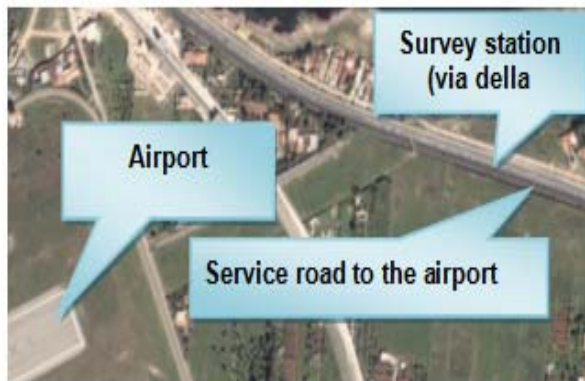 Survey station
(via della
Airport
Service road to the airport